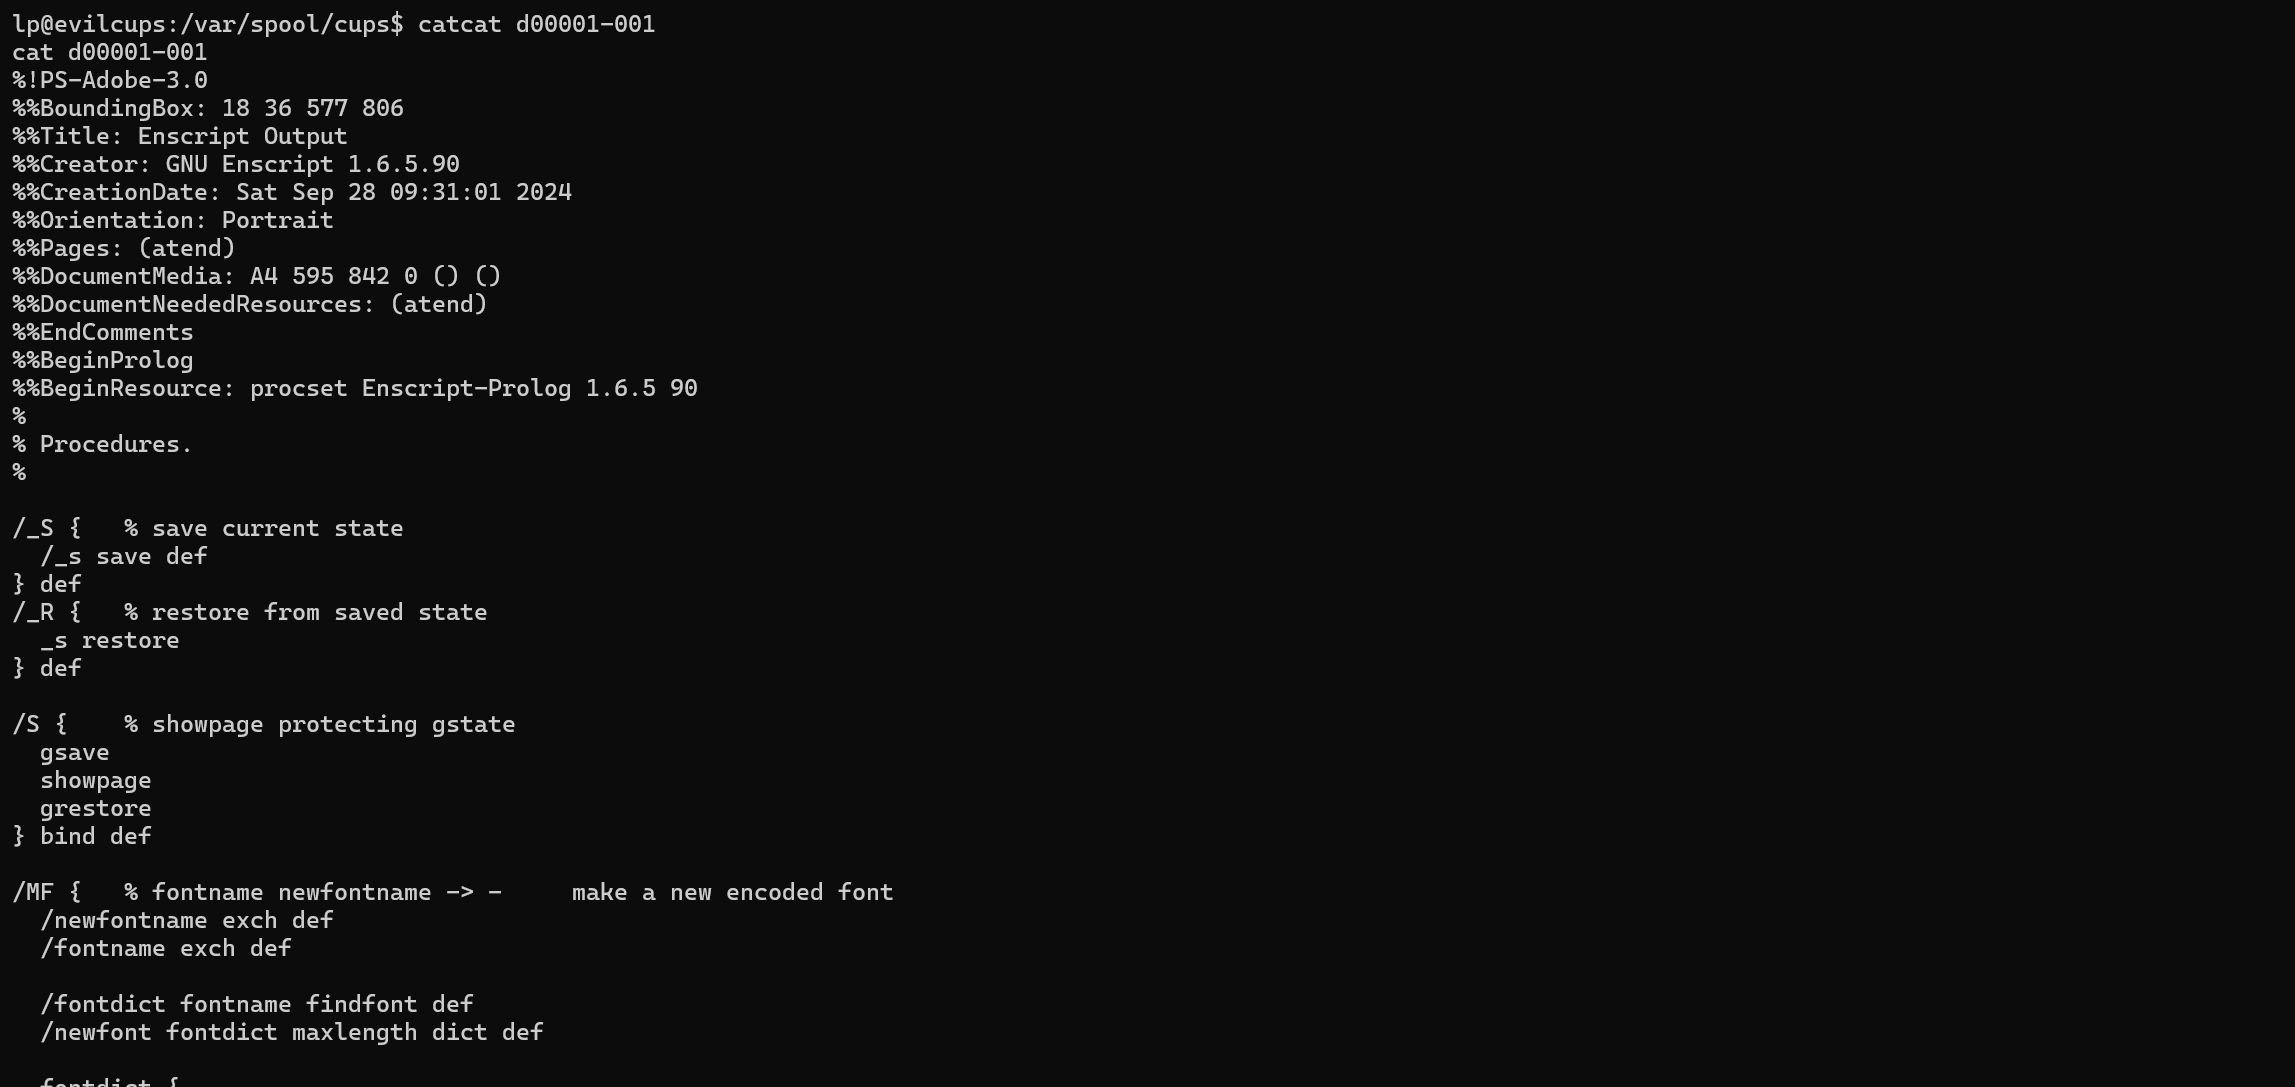 lp@evilcups:/var/spool/cups$ catcat d00001-001
cat d00001-001
%!PS-Adobe-3.0
%%BoundingBox: 18 36 577 806
%%Title: Enscript Output
%%Creator: GNU Enscript 1.6.5.90
%%CreationDate: Sat Sep 28 09:31:01 2024
%%Orientation: Portrait
%%Pages: (atend)
%%DocumentMedia: A4 595 842 0 () ()
%%DocumentNeededResources: (atend)
%%EndComments
%%BeginProlog
%%BeginResource: procset Enscript-Prolog 1.6.5 90
%
% Procedures.
%
/_S {   % save current state
  /_s save def
} def
/_R {   % restore from saved state
  _s restore
} def
/S {    % showpage protecting gstate
  gsave
  showpage
  grestore
} bind def
/MF {   % fontname newfontname -> -     make a new encoded font
  /newfontname exch def
  /fontname exch def
  /fontdict fontname findfont def
  /newfont fontdict maxlength dict def
  fontdict {